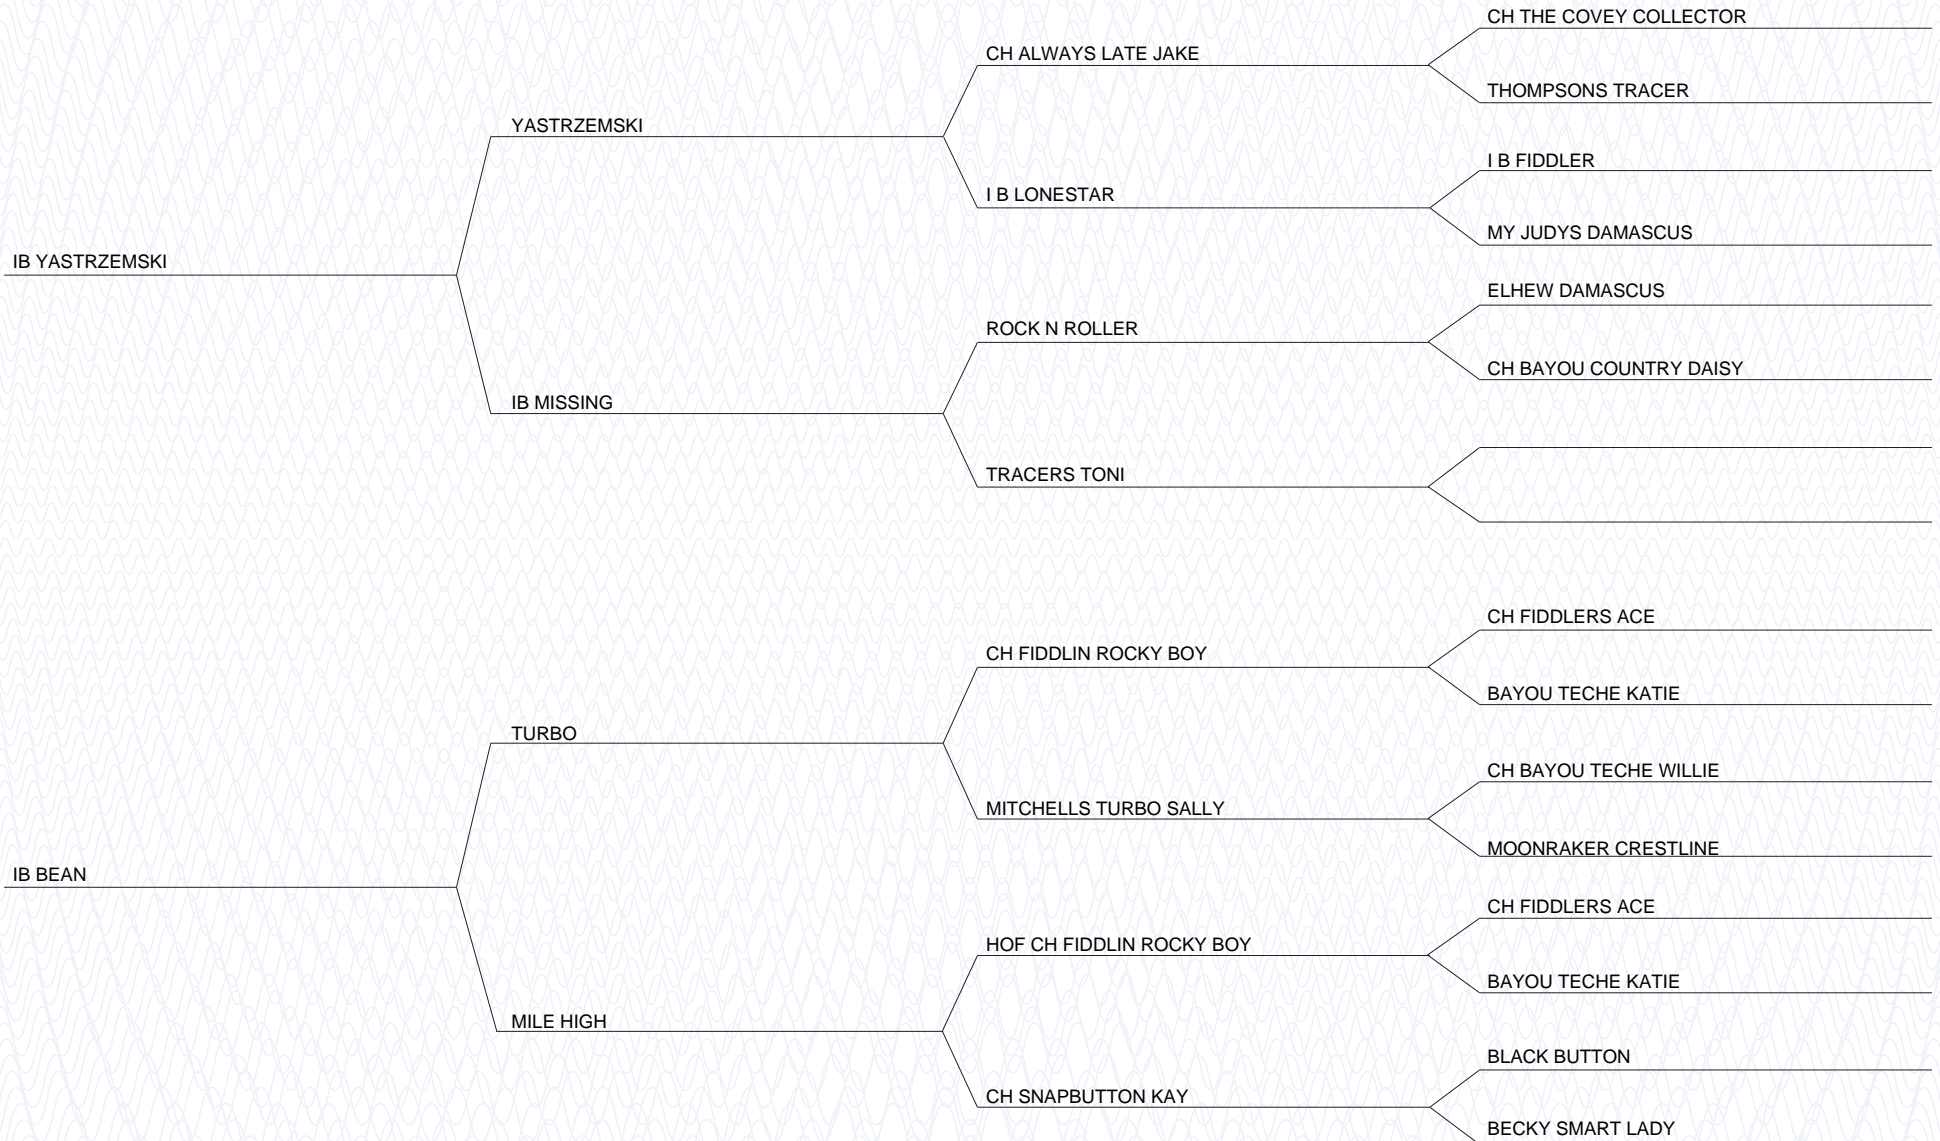 CH THE COVEY COLLECTOR
CH ALWAYS LATE JAKE
THOMPSONS TRACER
YASTRZEMSKI
I B FIDDLER
I B LONESTAR
MY JUDYS DAMASCUS
IB YASTRZEMSKI
ELHEW DAMASCUS
ROCK N ROLLER
CH BAYOU COUNTRY DAISY
IB MISSING
TRACERS TONI
CH FIDDLERS ACE
CH FIDDLIN ROCKY BOY
BAYOU TECHE KATIE
TURBO
CH BAYOU TECHE WILLIE
MITCHELLS TURBO SALLY
MOONRAKER CRESTLINE
IB BEAN
CH FIDDLERS ACE
HOF CH FIDDLIN ROCKY BOY
BAYOU TECHE KATIE
MILE HIGH
BLACK BUTTON
CH SNAPBUTTON KAY
BECKY SMART LADY